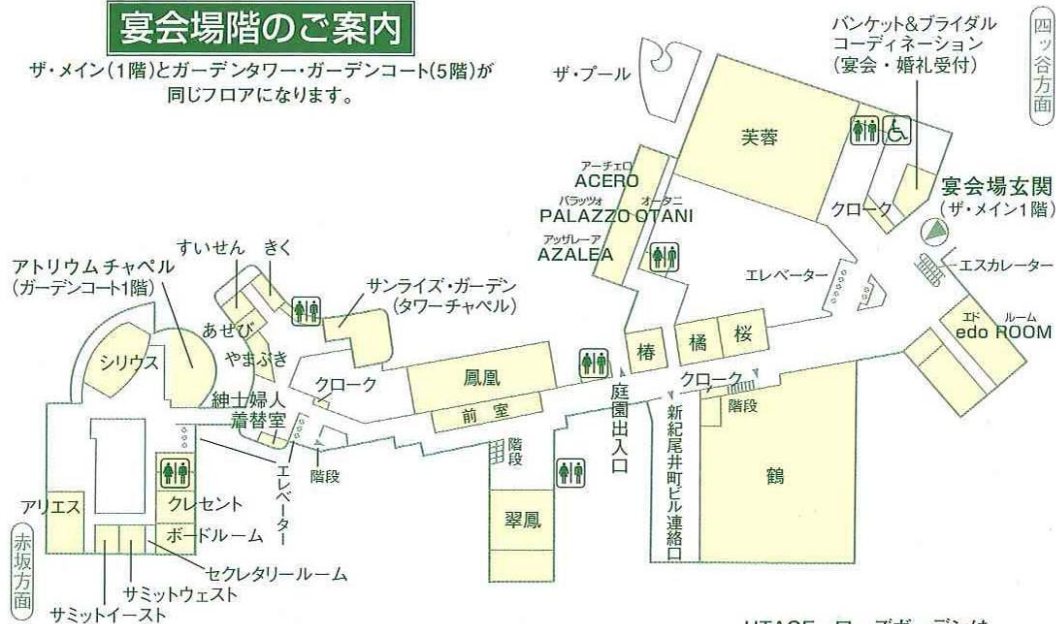 宴会場階のご案内
ザ・メイン(1階)とガーデンタワー・ガーデンコート(5階)が
同じフロアになります。
バンケット&ブライダル
コーディネーション
(宴会・婚礼受付)
四ッ谷方面
ザ・プール
芙蓉
アーチェロ
ACERO
パラッツォ オータニ
PALAZZO OTANI
アッザレーア
AZALEA
クローク
宴会場玄関
(ザ・メイン1階)
エレベーター
エスカレーター
エド ルーム
edo ROOM
すいせん
きく
アトリウムチャペル
(ガーデンコート1階)
サンライズ・ガーデン
(タワーチャペル)
あせび
やまぶき
シリウス
クローク
紳士婦人
着替室
鳳凰
前室
椿
橘
桜
クローク
階段
庭園出入口
新紀尾井町ビル連絡口
鶴
階段
エレベーター
階段
翠鳳
アリエス
クレセント
ボードルーム
セクレタリールーム
サミットウェスト
サミットイースト
赤坂方面